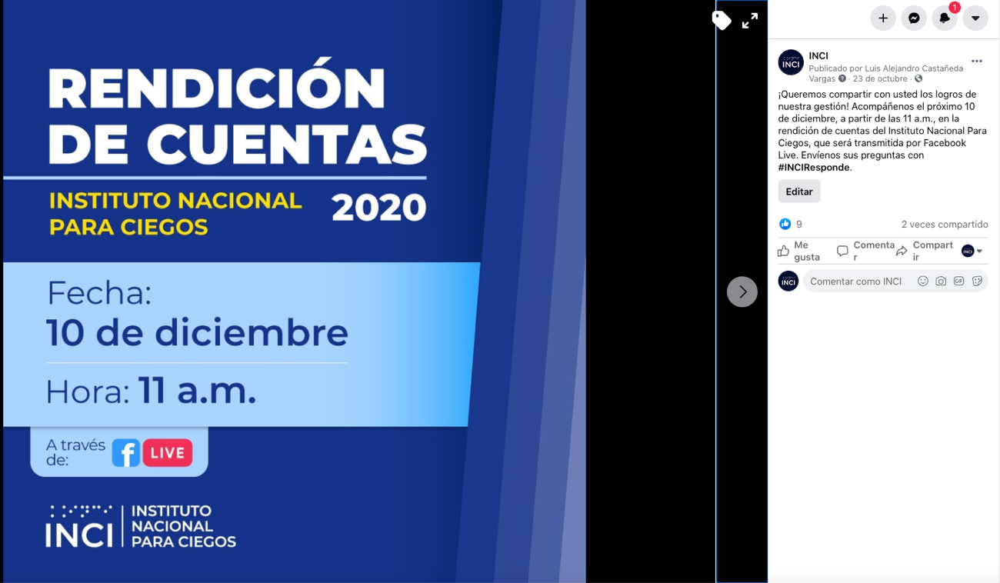 RENDICIÓN
DE CUENTAS
INSTITUTO NACIONAL
PARA CIEGOS
2020
Fecha:
10 de diciembre
Hora: 11 a.m.
A través
de:
f LIVE
INCI
INSTITUTO
NACIONAL
PARA CIEGOS
1
INCI
INCI
Publicado por Luis Alejandro Castañeda
Vargas · 23 de octubre ·
¡Queremos compartir con usted los logros de
nuestra gestión! Acompáñenos el próximo 10
de diciembre, a partir de las 11 a.m., en la
rendición de cuentas del Instituto Nacional Para
Ciegos, que será transmitida por Facebook
Live. Envíenos sus preguntas con
#INCIResponde.
Editar
9
2 veces compartido
Me
gusta
Comenta
r
Compart
ir
INCI
INCI
Comentar como INCI
GIF